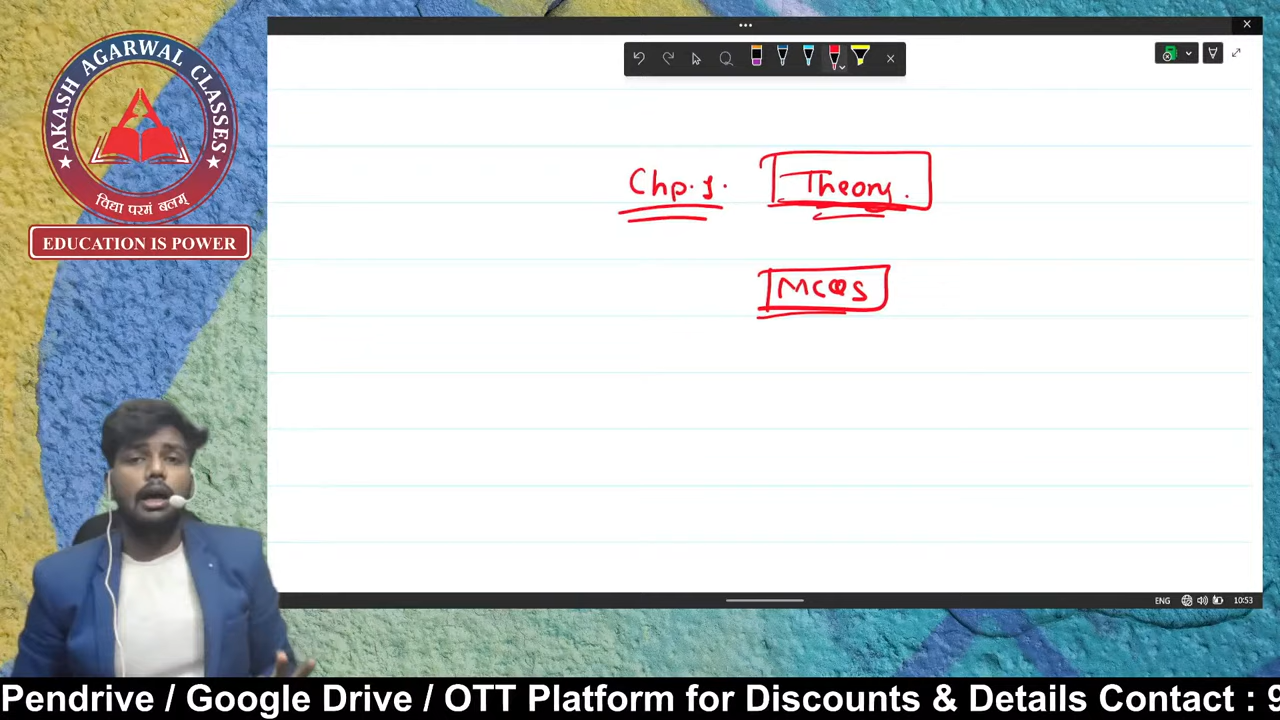 AKASH AGARWAL CLASSES
विद्या परमं बलम्
EDUCATION IS POWER
Chp. 1. Theory.
MCQS
ENG 10:53
Pendrive / Google Drive / OTT Platform for Discounts & Details Contact : 9